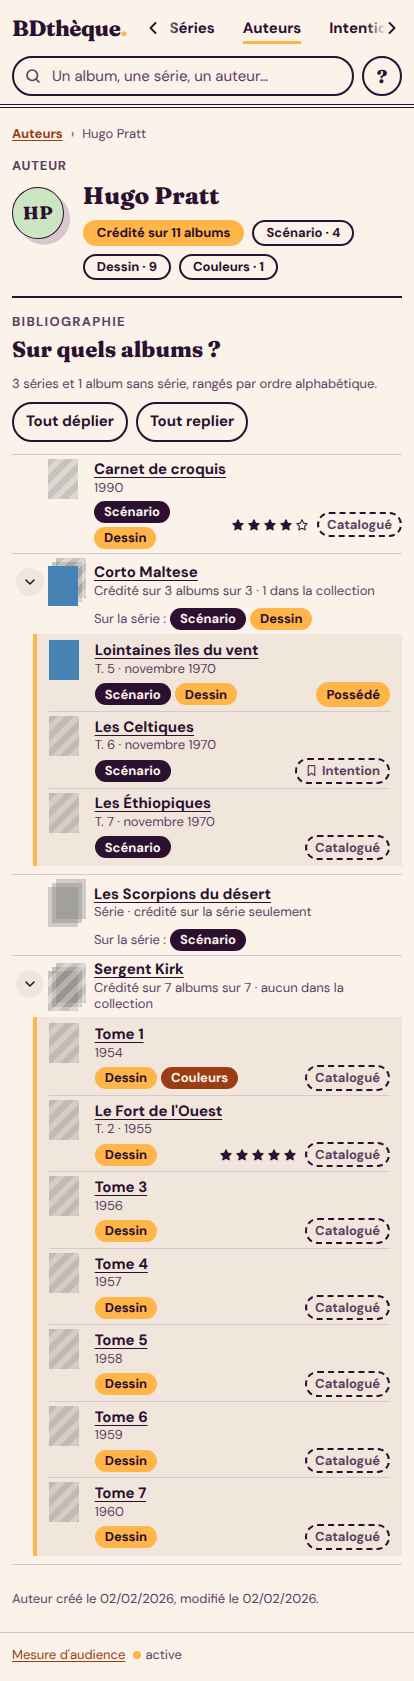 BDthèque.
Séries Auteurs Intentic
Un album, une série, un auteur…
?
Auteurs › Hugo Pratt
AUTEUR
HP
Hugo Pratt
Crédité sur 11 albums
Scénario · 4
Dessin · 9
Couleurs · 1
BIBLIOGRAPHIE
Sur quels albums ?
3 séries et 1 album sans série, rangés par ordre alphabétique.
Tout déplier
Tout replier
Carnet de croquis
1990
Scénario
Dessin
Catalogué
Corto Maltese
Crédité sur 3 albums sur 3 · 1 dans la collection
Sur la série : Scénario Dessin
Lointaines îles du vent
T. 5 · novembre 1970
Scénario Dessin Possédé
Les Celtiques
T. 6 · novembre 1970
Scénario Intention
Les Éthiopiques
T. 7 · novembre 1970
Scénario Catalogué
Les Scorpions du désert
Série · crédité sur la série seulement
Sur la série : Scénario
Sergent Kirk
Crédité sur 7 albums sur 7 · aucun dans la
collection
Tome 1
1954
Dessin Couleurs Catalogué
Le Fort de l'Ouest
T. 2 · 1955
Dessin Catalogué
Tome 3
1956
Dessin Catalogué
Tome 4
1957
Dessin Catalogué
Tome 5
1958
Dessin Catalogué
Tome 6
1959
Dessin Catalogué
Tome 7
1960
Dessin Catalogué
Auteur créé le 02/02/2026, modifié le 02/02/2026.
Mesure d'audience active